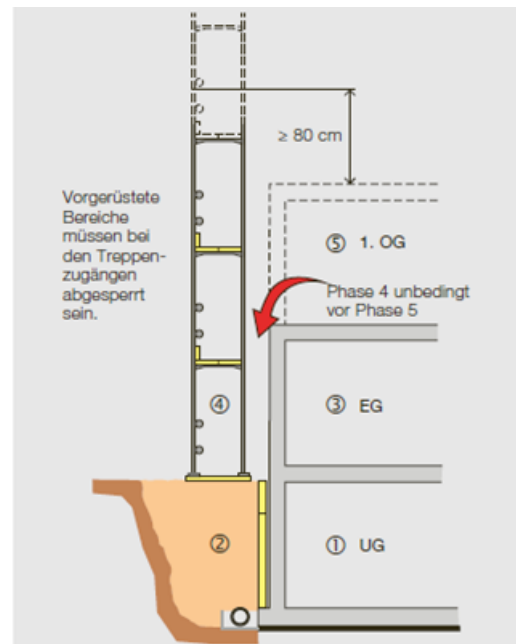 ≥ 80 cm
Vorgerüstete
Bereiche
müssen bei
den Treppen-
zugängen
abgesperrt
sein.
⑤ 1. OG
Phase 4 unbedingt
vor Phase 5
④
③ EG
②
① UG